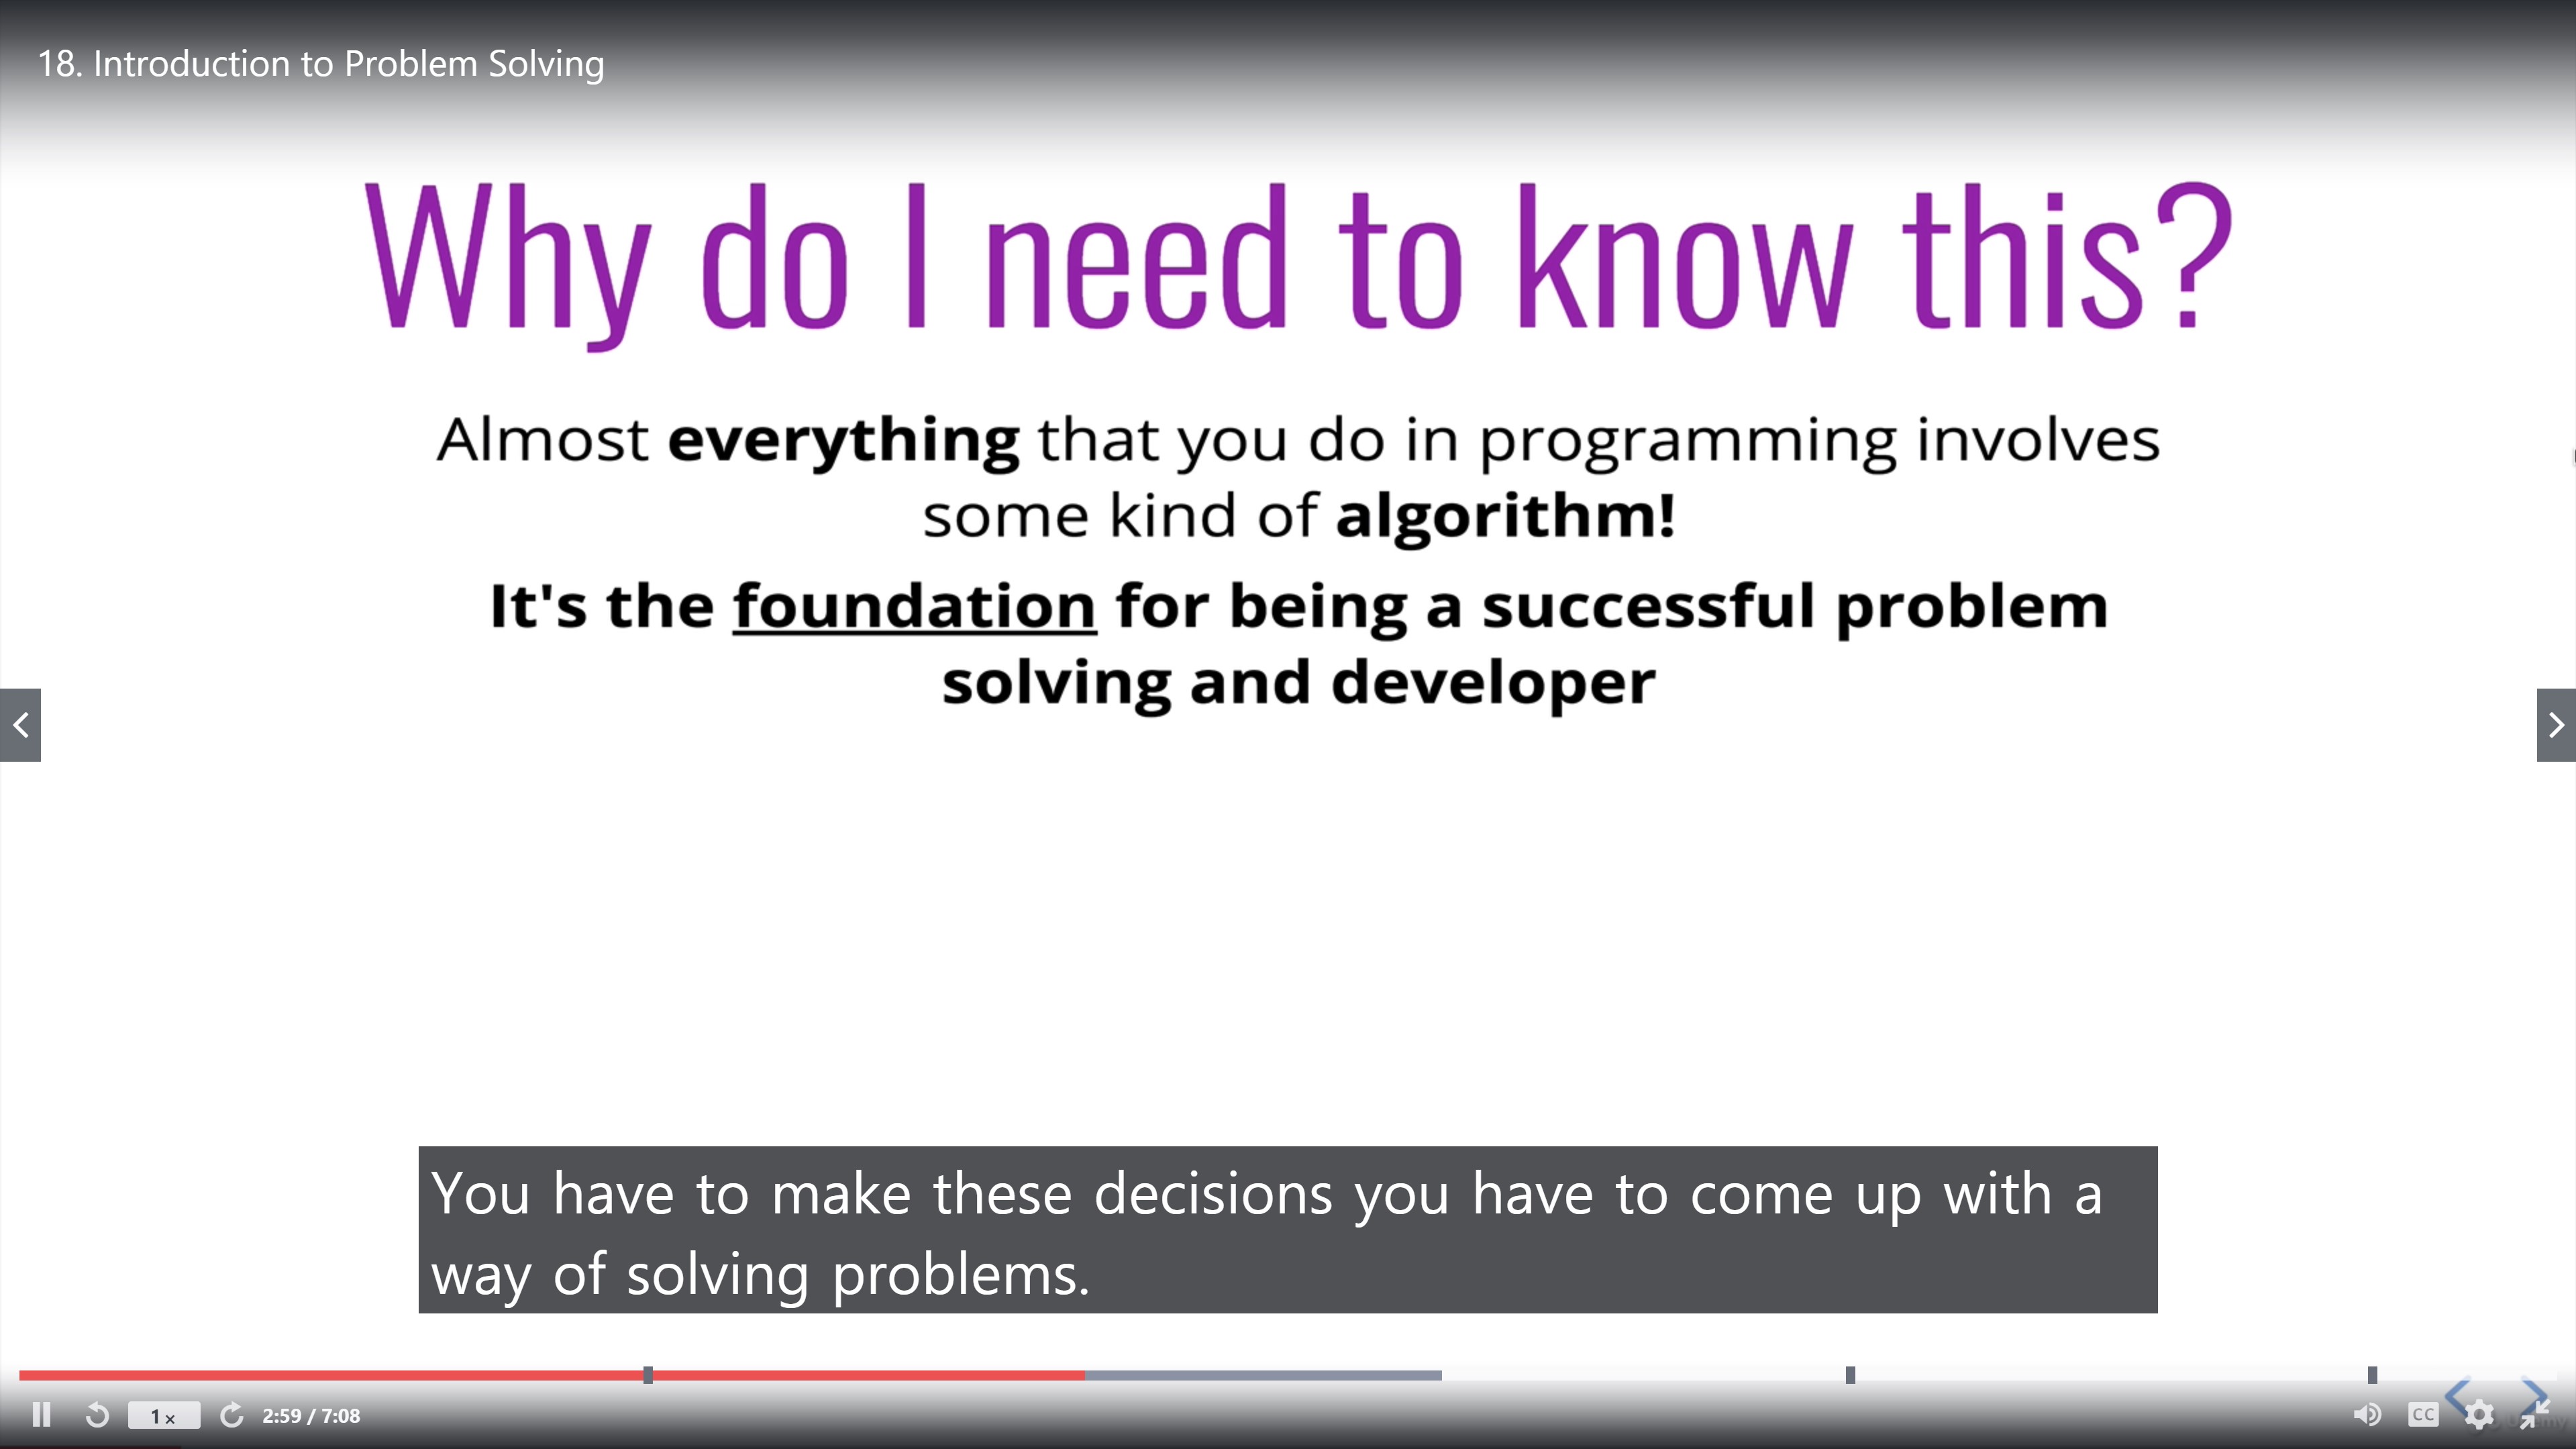 18. Introduction to Problem Solving
Why do I need to know this?
Almost everything that you do in programming involves
some kind of algorithm!
It's the foundation for being a successful problem
solving and developer
You have to make these decisions you have to come up with a
way of solving problems.
1 x
2:59 / 7:08
CC